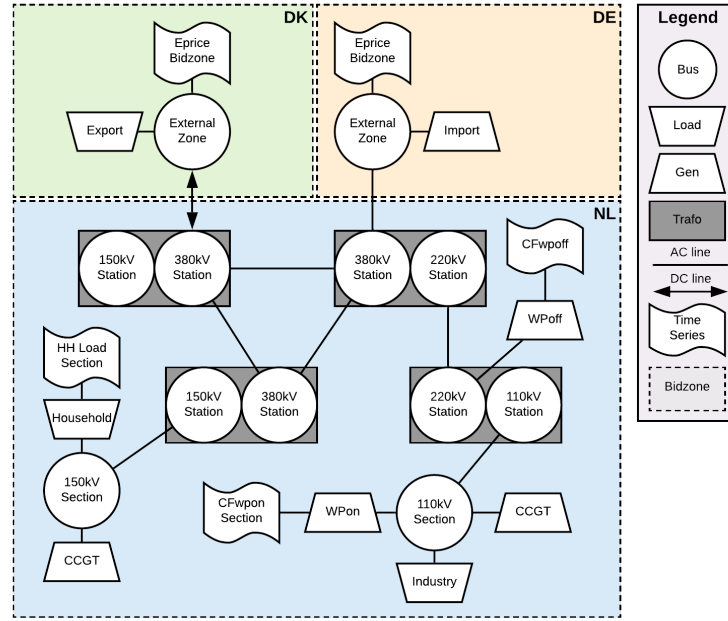 DK
DE
Legend
Eprice
Bidzone
Eprice
Bidzone
Bus
Export
External
Zone
External
Zone
Import
Load
Gen
NL
Trafo
CFwpoff
AC line
150kV
Station
380kV
Station
380kV
Station
220kV
Station
DC line
WPoff
Time
Series
HH Load
Section
Bidzone
Household
150kV
Station
380kV
Station
220kV
Station
110kV
Station
150kV
Section
CFwpon
Section
WPon
110kV
Section
CCGT
CCGT
Industry